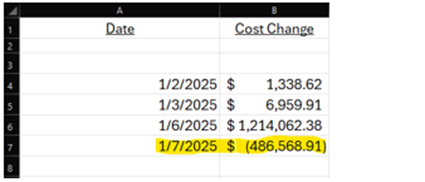 A B
1 Date Cost Change
2
3
4 1/2/2025 $ 1,338.62
5 1/3/2025 $ 6,959.91
6 1/6/2025 $ 1,214,062.38
7 1/7/2025 $ (486,568.91)
8